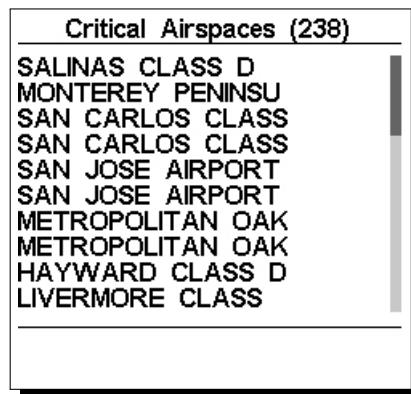 Critical Airspaces (238)
SALINAS CLASS D
MONTEREY PENINSU
SAN CARLOS CLASS
SAN CARLOS CLASS
SAN JOSE AIRPORT
SAN JOSE AIRPORT
METROPOLITAN OAK
METROPOLITAN OAK
HAYWARD CLASS D
LIVERMORE CLASS